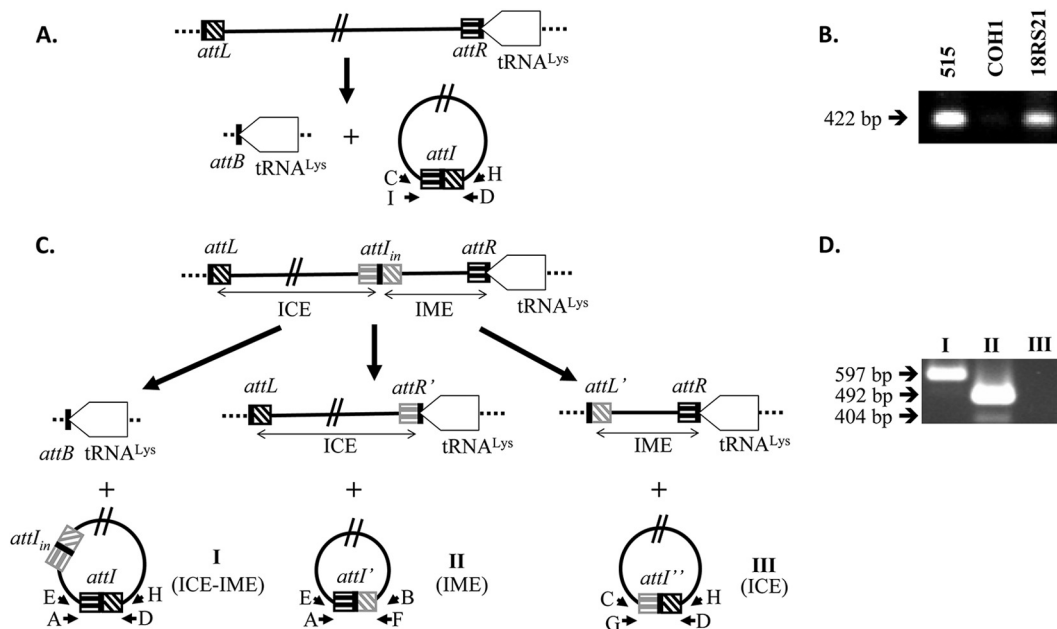 A.
attL
attR
tRNALys
attB
tRNALys
+
attI
C
H
I
D
B.
515
COH1
18RS21
422 bp
C.
attL
attIin
attR
ICE
IME
tRNALys
attB
tRNALys
attL
attR'
ICE
tRNALys
attL'
attR
IME
tRNALys
+
+
+
attIin
attI
E
H
A
D
I
(ICE-IME)
attI'
E
B
A
F
II
(IME)
attI''
C
H
G
D
III
(ICE)
D.
I
II
III
597 bp
492 bp
404 bp